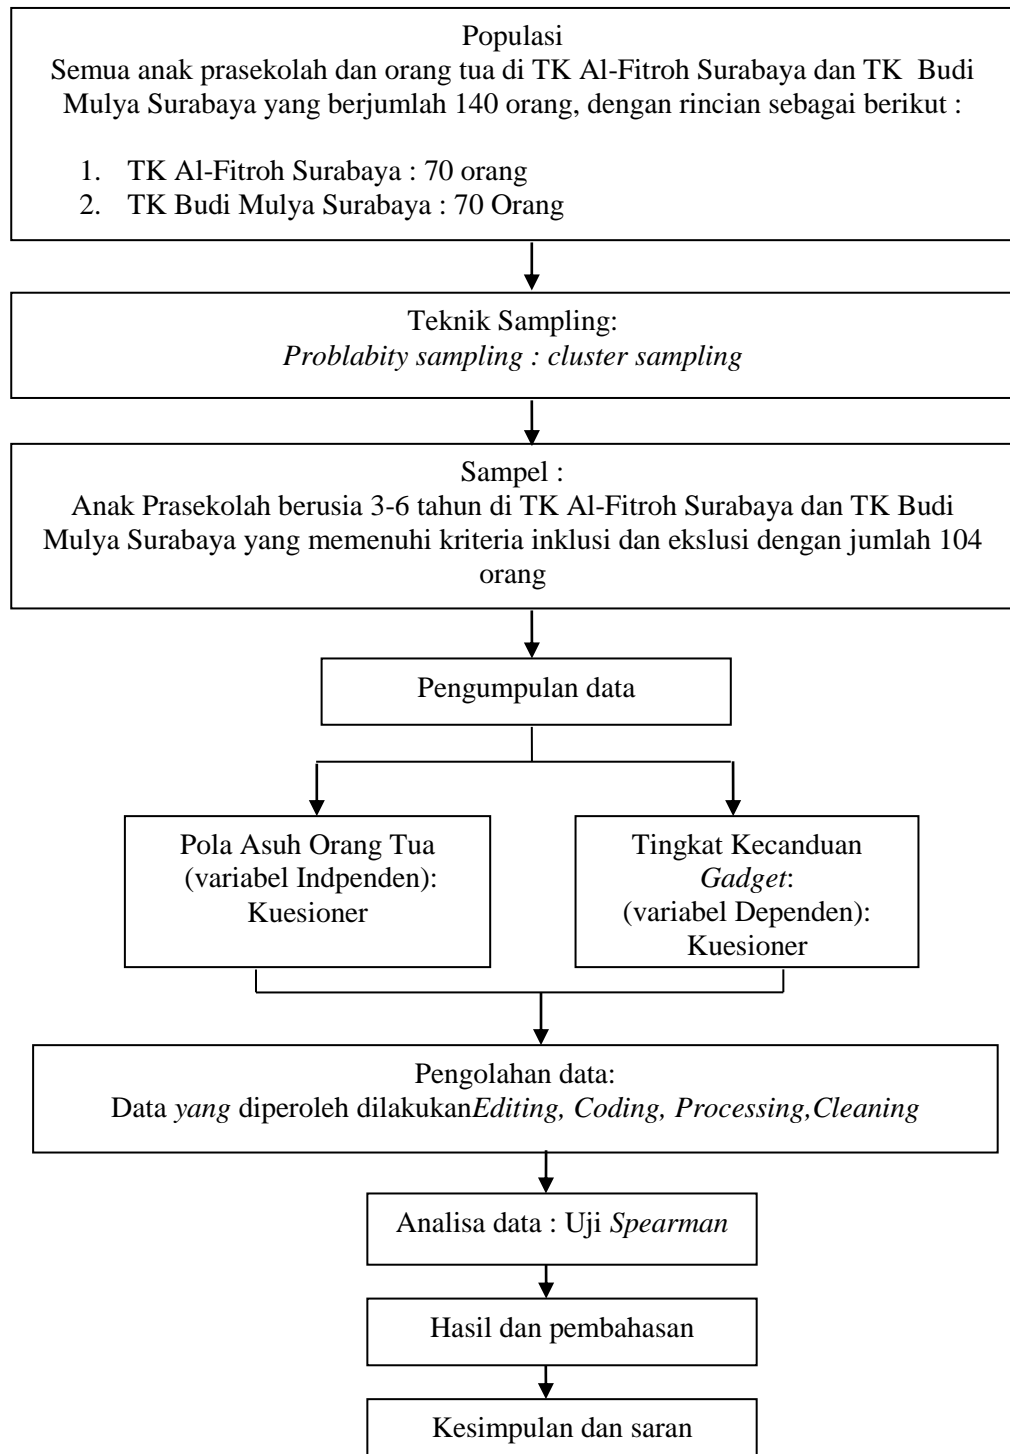 Populasi
Semua anak prasekolah dan orang tua di TK Al-Fitroh Surabaya dan TK Budi
Mulya Surabaya yang berjumlah 140 orang, dengan rincian sebagai berikut :
1. TK Al-Fitroh Surabaya : 70 orang
2. TK Budi Mulya Surabaya : 70 Orang
Teknik Sampling:
Problabity sampling : cluster sampling
Sampel :
Anak Prasekolah berusia 3-6 tahun di TK Al-Fitroh Surabaya dan TK Budi
Mulya Surabaya yang memenuhi kriteria inklusi dan ekslusi dengan jumlah 104
orang
Pengumpulan data
Pola Asuh Orang Tua
(variabel Indpenden):
Kuesioner
Tingkat Kecanduan
Gadget:
(variabel Dependen):
Kuesioner
Pengolahan data:
Data yang diperoleh dilakukanEditing, Coding, Processing,Cleaning
Analisa data : Uji Spearman
Hasil dan pembahasan
Kesimpulan dan saran